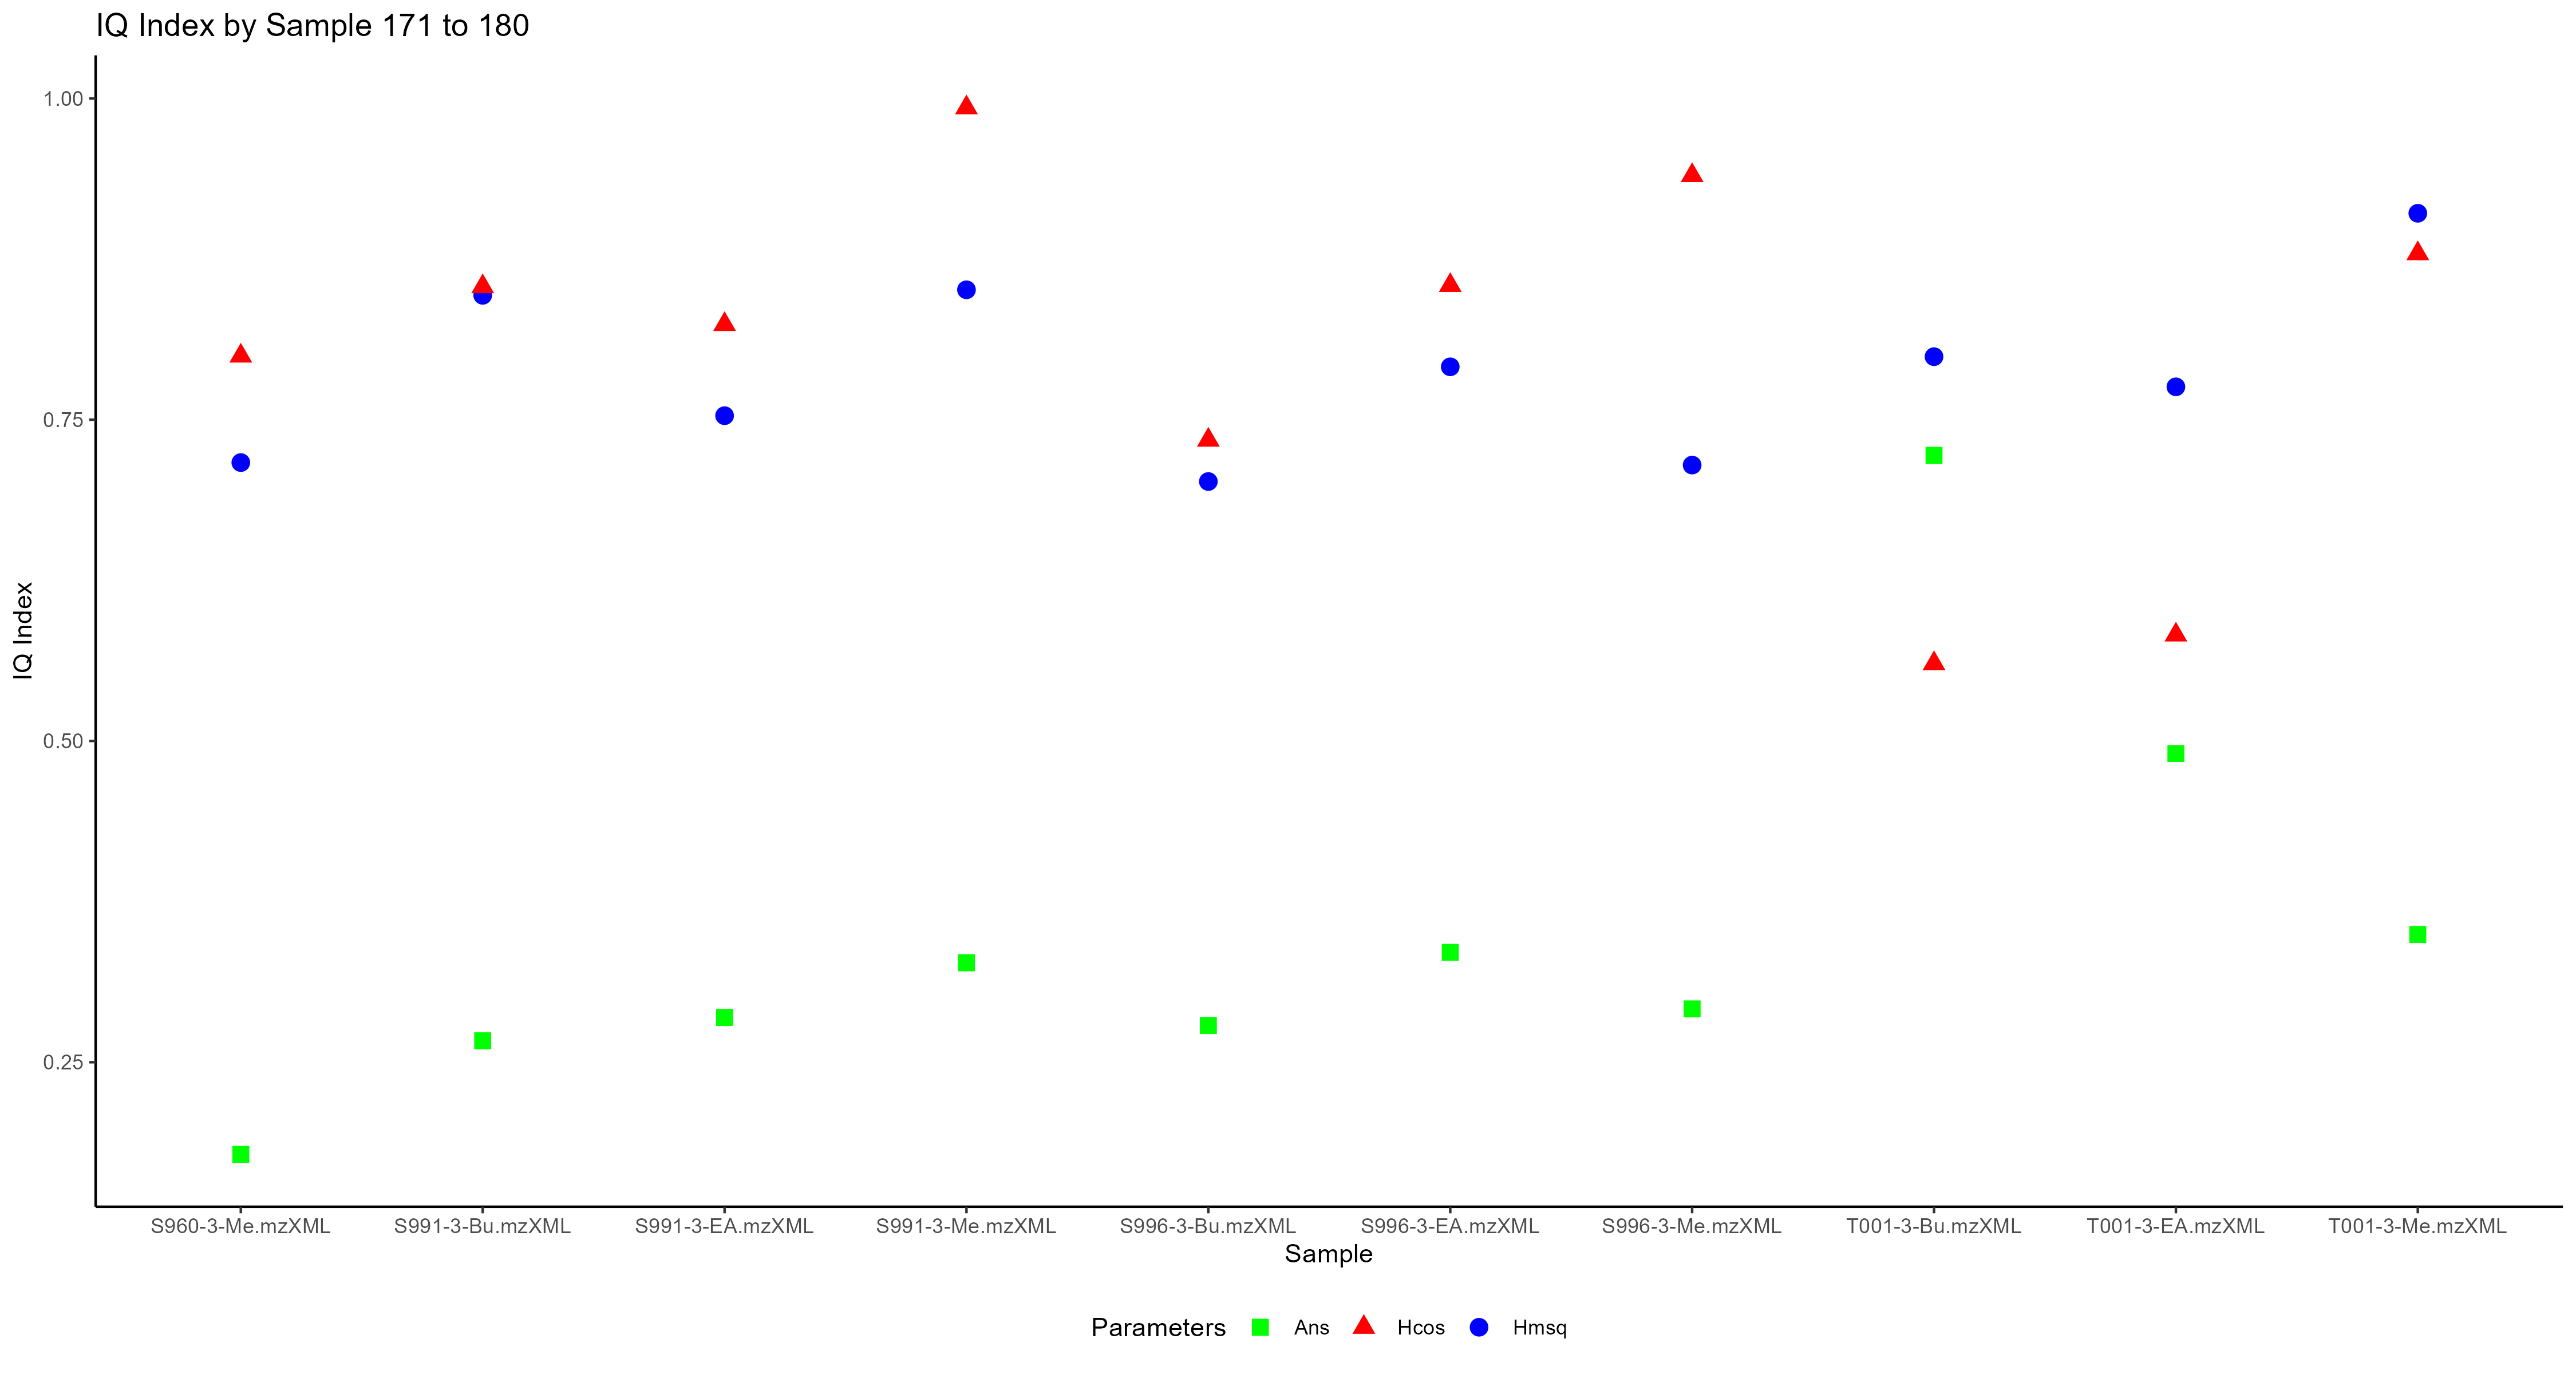 IQ Index by Sample 171 to 180
1.00
0.75
0.50
0.25
IQ Index
S960-3-Me.mzXML S991-3-Bu.mzXML S991-3-EA.mzXML S991-3-Me.mzXML S996-3-Bu.mzXML S996-3-EA.mzXML S996-3-Me.mzXML T001-3-Bu.mzXML T001-3-EA.mzXML T001-3-Me.mzXML
Sample
Parameters Ans Hcos Hmsq